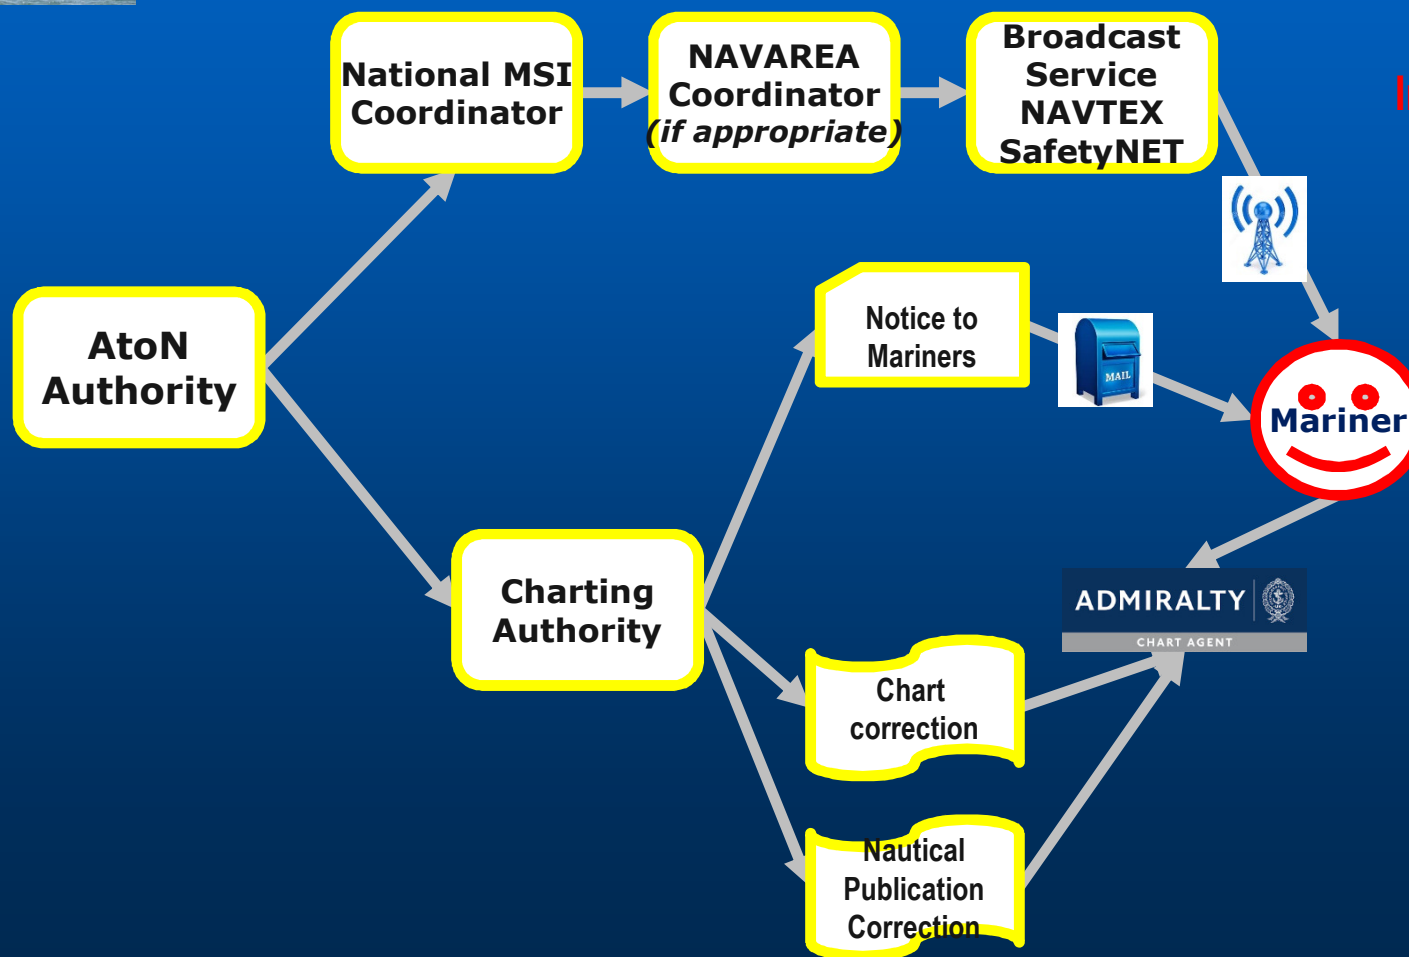 National MSI
Coordinator
NAVAREA
Coordinator
(if appropriate)
Broadcast
Service
NAVTEX
SafetyNET
AtoN
Authority
Notice to
Mariners
MAIL
Mariner
Charting
Authority
ADMIRALTY
CHART AGENT
Chart
correction
Nautical
Publication
Correction